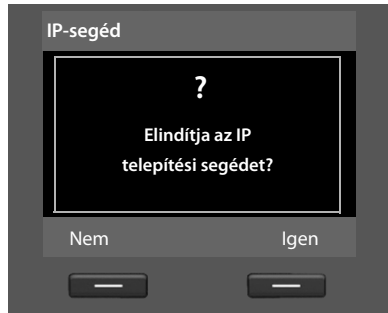 IP-segéd
?
Elindítja az IP
telepítési segédet?
Nem Igen